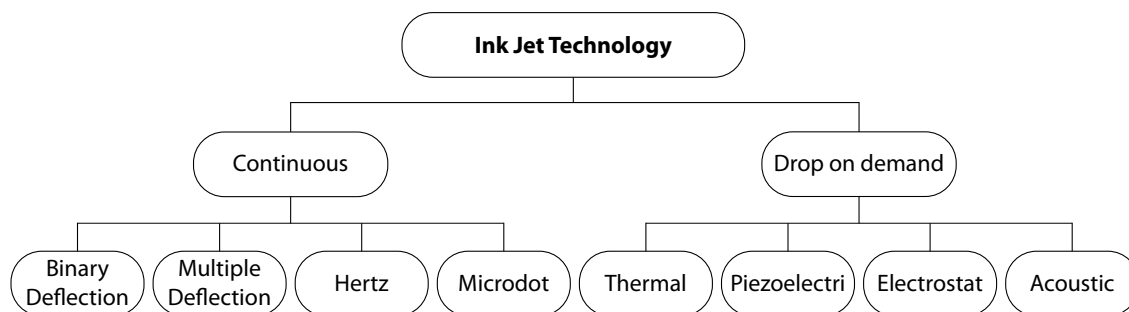 Ink Jet Technology
Continuous
Drop on demand
Binary
Deflection
Multiple
Deflection
Hertz
Microdot
Thermal
Piezoelectri
Electrostat
Acoustic